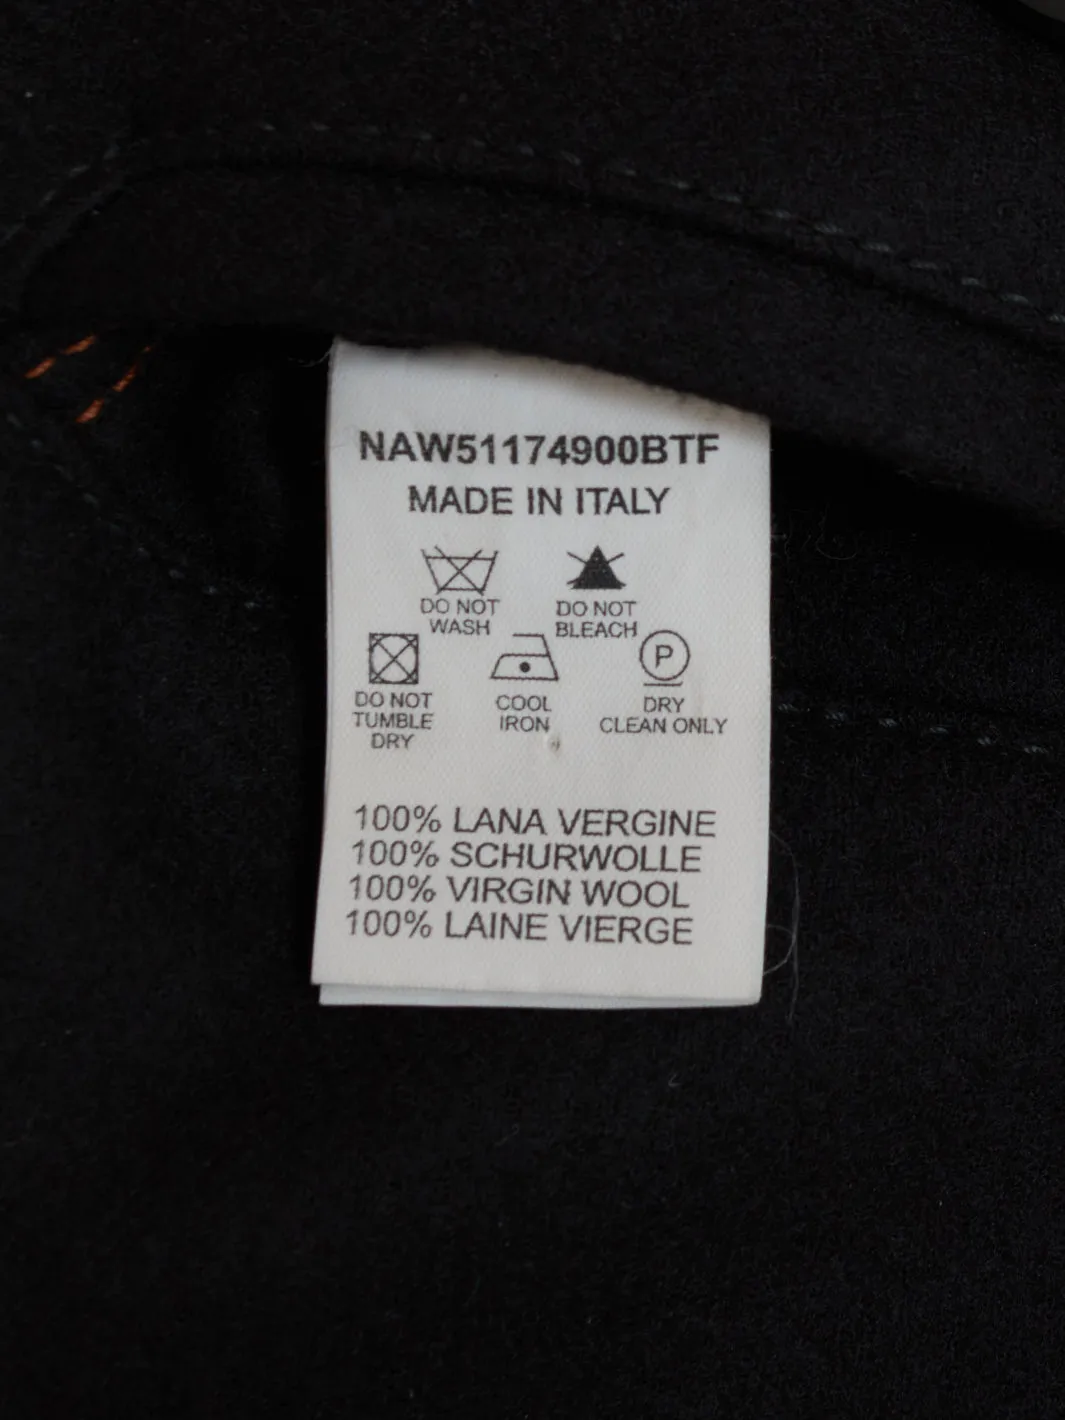 NAW51174900BTF
MADE IN ITALY
DO NOT
WASH
DO NOT
BLEACH
P
DO NOT
TUMBLE
DRY
COOL
IRON
DRY
CLEAN ONLY
100% LANA VERGINE
100% SCHURWOLLE
100% VIRGIN WOOL
100% LAINE VIERGE